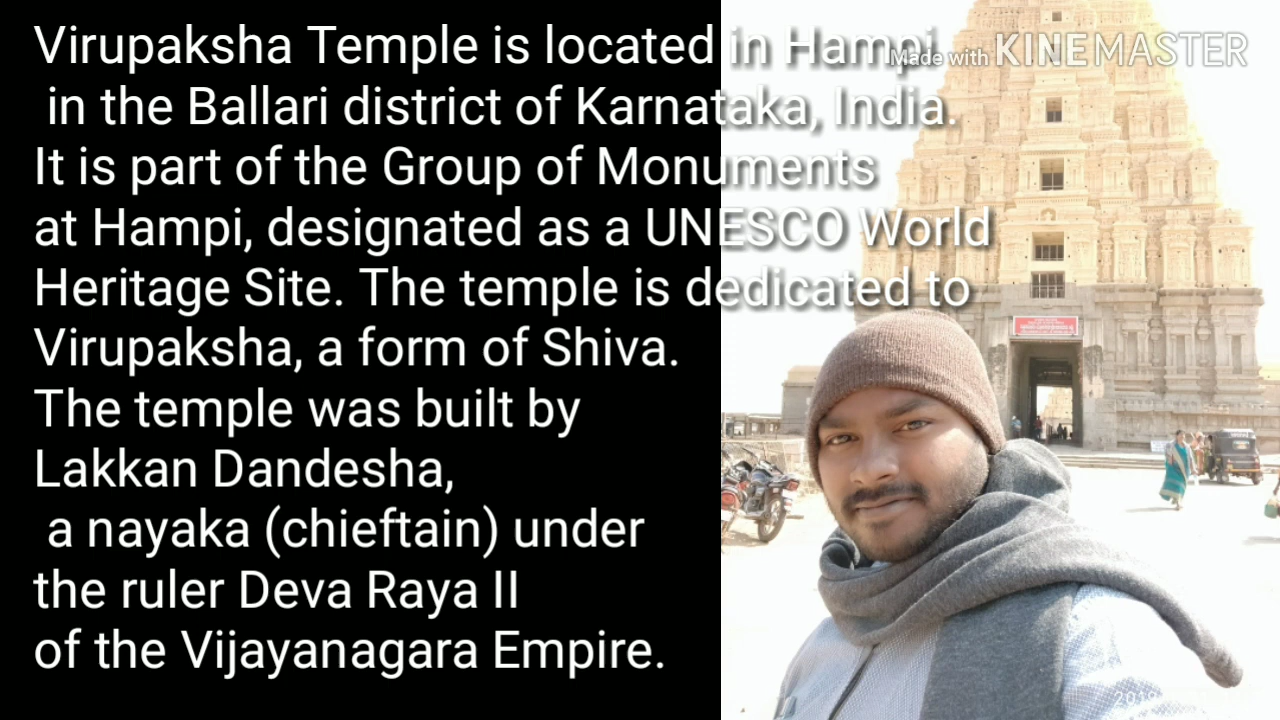 Virupaksha Temple is located in Hampi
in the Ballari district of Karnataka, India.
It is part of the Group of Monuments
at Hampi, designated as a UNESCO World
Heritage Site. The temple is dedicated to
Virupaksha, a form of Shiva.
The temple was built by
Lakkan Dandesha,
a nayaka (chieftain) under
the ruler Deva Raya II
of the Vijayanagara Empire.
Made with KINEMASTER
2019